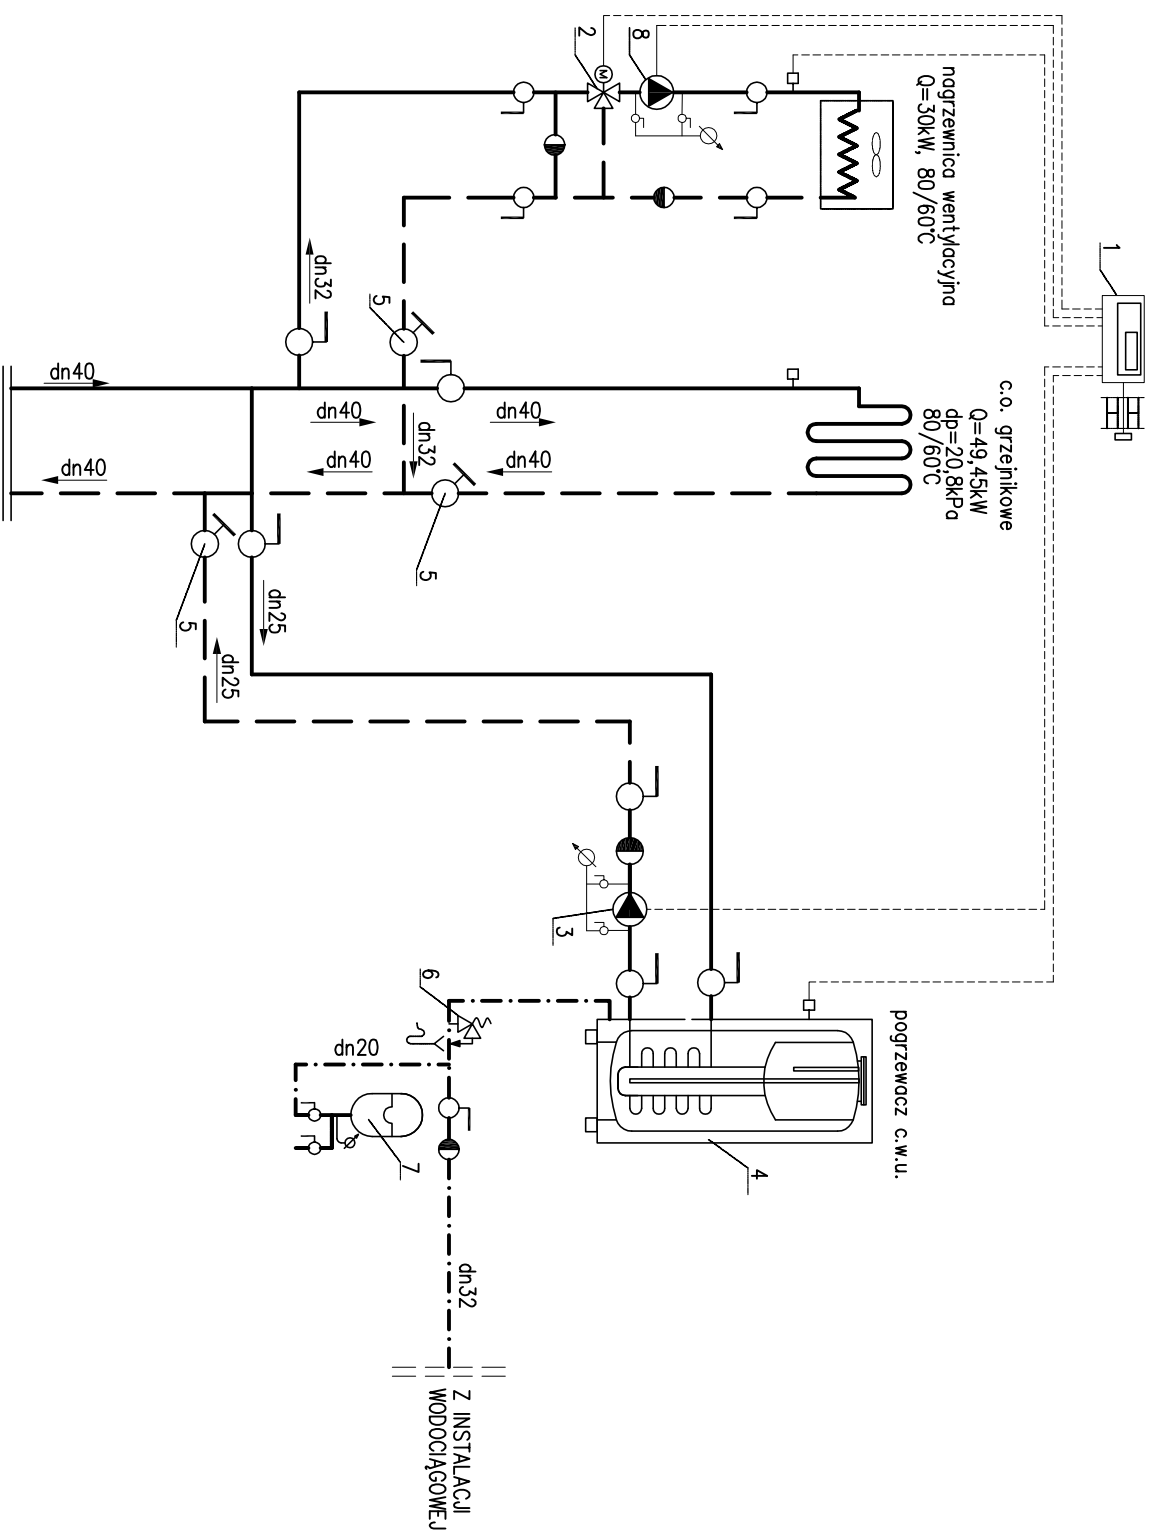 1
nagrzewnica wentylacyjna
Q=30kW, 80/60°C
c.o. grzejnikowe
Q=49,45kW
dp=20,8kPa
80/60°C
pogrzewacz c.w.u.
8
2
M
dn32
5
dn40
dn40
dn40
dn32
dn40
dn40
dn40
5
5
dn25
dn25
3
4
6
dn20
7
dn32
Z INSTALACJI
WODOCIĄGOWEJ